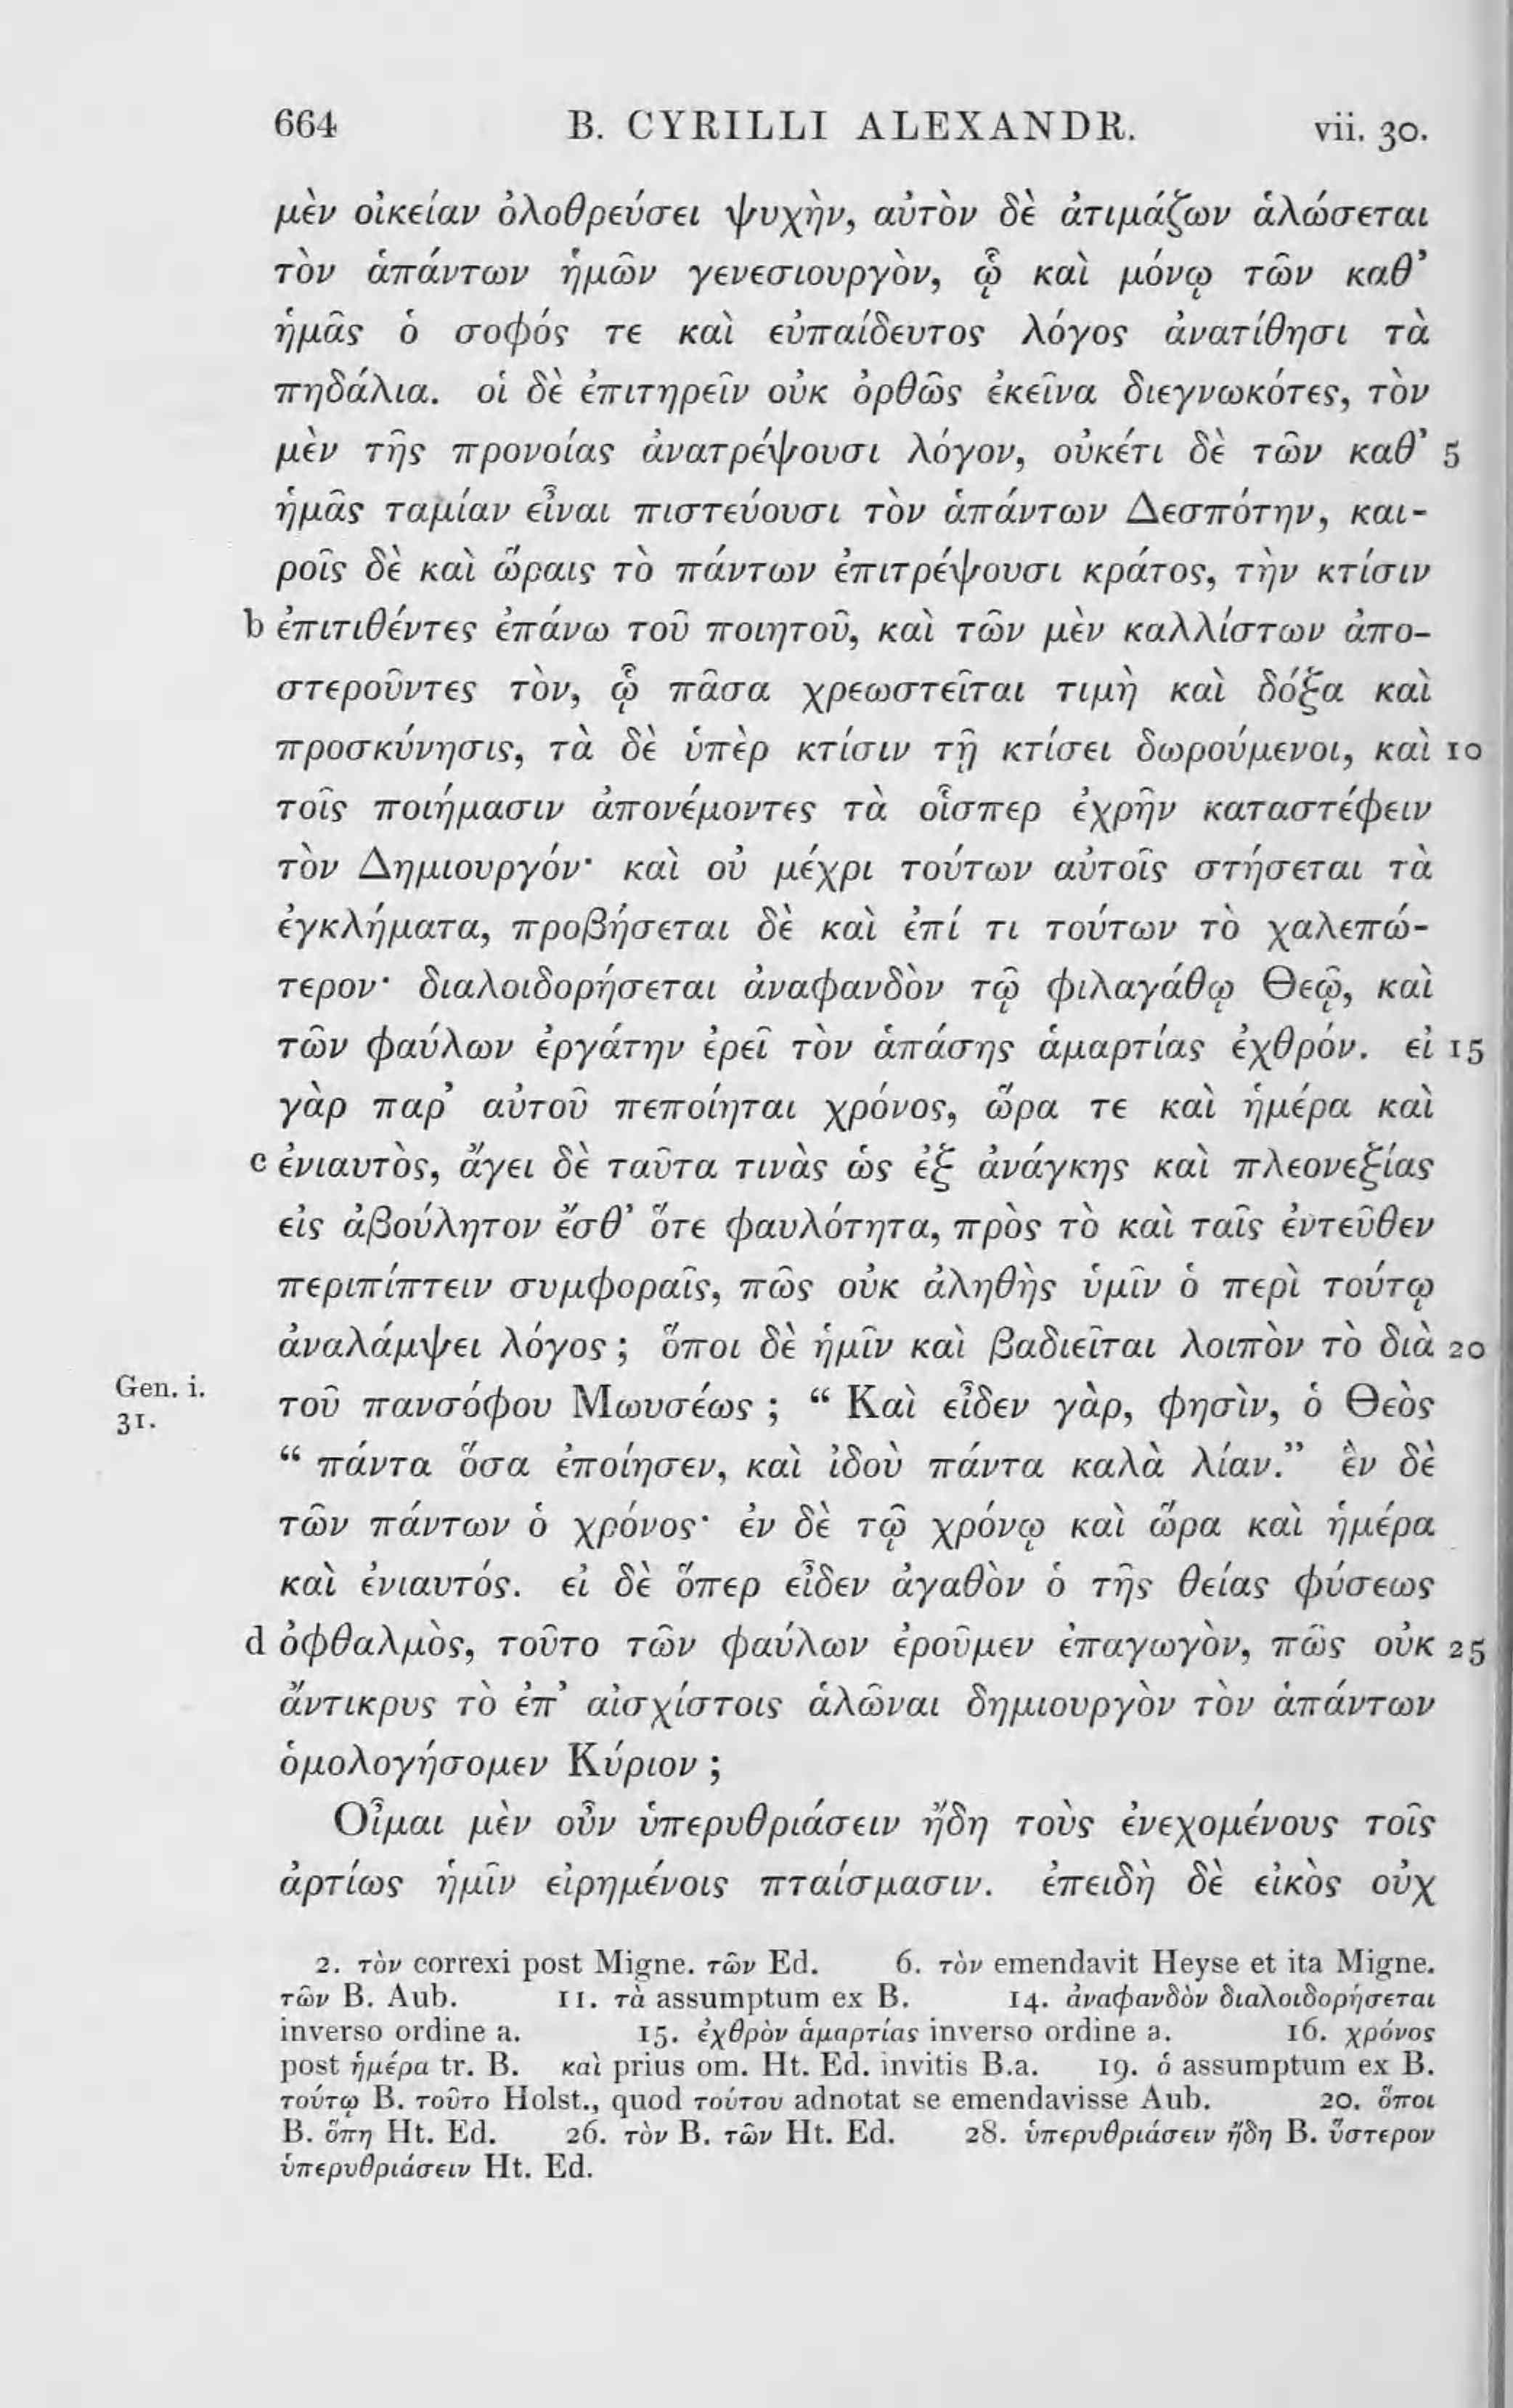 664 B. CYRILLI ALEXANDR. vii. 30.
μὲν οἰκείαν ὀλοθρεύσει ψυχὴν, αὐτὸν δὲ ἀτιμάζων ἁλώσεται
τὸν ἁπάντων ἡμῶν γενεσιουργὸν, ᾧ καὶ μόνῳ τῶν καθ’
ἡμᾶς ὁ σοφός τε καὶ εὐπαίδευτος λόγος ἀνατίθησι τὰ
πηδάλια. οἱ δὲ ἐπιτηρεῖν οὐκ ὀρθῶς ἐκεῖνα διεγνωκότες, τὸν
μὲν τῆς προνοίας ἀνατρέψουσι λόγον, οὐκέτι δὲ τῶν καθ’ 5
ἡμᾶς ταμίαν εἶναι πιστεύουσι τὸν ἁπάντων Δεσπότην, και-
ροῖς δὲ καὶ ὥραις τὸ πάντων ἐπιτρέψουσι κράτος, τὴν κτίσιν
b ἐπιτιθέντες ἐπάνω τοῦ ποιητοῦ, καὶ τῶν μὲν καλλίστων ἀπο-
στεροῦντες τὸν, ᾧ πᾶσα χρεωστεῖται τιμὴ καὶ δόξα καὶ
προσκύνησις, τὰ δὲ ὑπὲρ κτίσιν τῇ κτίσει δωρούμενοι, καὶ 10
τοῖς ποιήμασιν ἀπονέμοντες τὰ οἷσπερ ἐχρῆν καταστέφειν
τὸν Δημιουργόν· καὶ οὐ μέχρι τούτων αὐτοῖς στήσεται τὰ
ἐγκλήματα, προβήσεται δὲ καὶ ἐπί τι τούτων τὸ χαλεπώ-
τερον· διαλοιδορήσεται ἀναφανδὸν τῷ φιλαγάθῳ Θεῷ, καὶ
τῶν φαύλων ἐργάτην ἐρεῖ τὸν ἁπάσης ἁμαρτίας ἐχθρόν. εἰ 15
γὰρ παρ’ αὐτοῦ πεποίηται χρόνος, ὥρα τε καὶ ἡμέρα καὶ
c ἐνιαυτὸς, ἄγει δὲ ταῦτα τινὰς ὡς ἐξ ἀνάγκης καὶ πλεονεξίας
εἰς ἀβούλητον ἔσθ’ ὅτε φαυλότητα, πρὸς τὸ καὶ ταῖς ἐντεῦθεν
περιπίπτειν συμφοραῖς, πῶς οὐκ ἀληθὴς ὑμῖν ὁ περὶ τούτῳ
ἀναλάμψει λόγος ; ὅποι δὲ ἡμῖν καὶ βαδιεῖται λοιπὸν τὸ διὰ 20
Gen. i. 31. τοῦ πανσόφου Μωυσέως ; “ Καὶ εἶδεν γὰρ, φησὶν, ὁ Θεὸς
“ πάντα ὅσα ἐποίησεν, καὶ ἰδοὺ πάντα καλὰ λίαν.” ἓν δὲ
τῶν πάντων ὁ χρόνος· ἐν δὲ τῷ χρόνῳ καὶ ὥρα καὶ ἡμέρα
καὶ ἐνιαυτός. εἰ δὲ ὅπερ εἶδεν ἀγαθὸν ὁ τῆς θείας φύσεως
d ὀφθαλμὸς, τοῦτο τῶν φαύλων ἐροῦμεν ἐπαγωγὸν, πῶς οὐκ 25
ἄντικρυς τὸ ἐπ’ αἰσχίστοις ἁλῶναι δημιουργὸν τὸν ἁπάντων
ὁμολογήσομεν Κύριον ;
Οἶμαι μὲν οὖν ὑπερυθριάσειν ἤδη τοὺς ἐνεχομένους τοῖς
ἀρτίως ἡμῖν εἰρημένοις πταίσμασιν. ἐπειδὴ δὲ εἰκὸς οὐχ
2. τὸν correxi post Migne. τῶν Ed. 6. τὸν emendavit Heyse et ita Migne.
τῶν B. Aub. 11. τὰ assumptum ex B. 14. ἀναφανδὸν διαλοιδορήσεται
inverso ordine a. 15. ἐχθρὸν ἁμαρτίας inverso ordine a. 16. χρόνος
post ἡμέρα tr. B. καὶ prius om. Ht. Ed. invitis B.a. 19. ὁ assumptum ex B.
τούτῳ B. τοῦτο Holst., quod τούτου adnotat se emendavisse Aub. 20. ὅποι
B. ὅπη Ht. Ed. 26. τὸν B. τῶν Ht. Ed. 28. ὑπερυθριάσειν ἤδη B. ὕστερον
ὑπερυθριάσειν Ht. Ed.